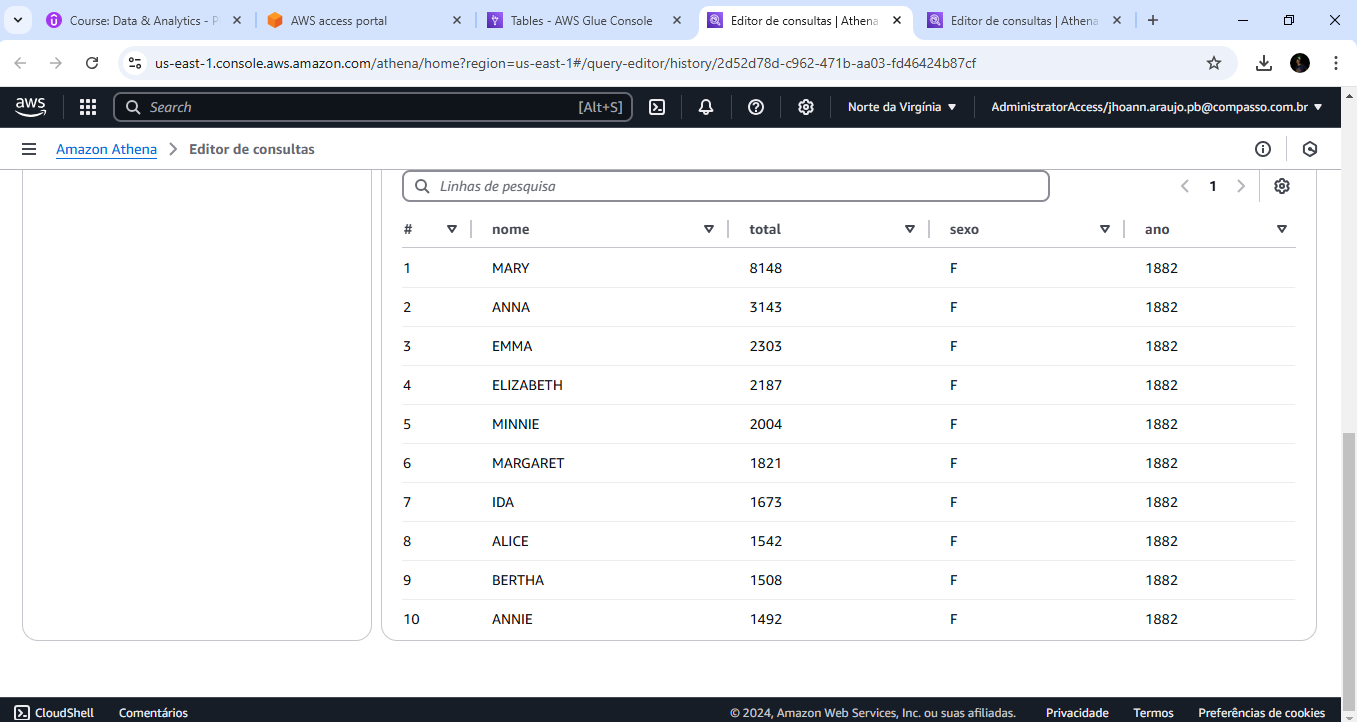 Course: Data & Analytics - P
AWS access portal
Tables - AWS Glue Console
Editor de consultas | Athena
Editor de consultas | Athena
us-east-1.console.aws.amazon.com/athena/home?region=us-east-1#/query-editor/history/2d52d78d-c962-471b-aa03-fd46424b87cf
aws Search [Alt+S] Norte da Virgínia AdministratorAccess/jhoann.araujo.pb@compasso.com.br
Amazon Athena Editor de consultas
Linhas de pesquisa 1
# nome total sexo ano
1 MARY 8148 F 1882
2 ANNA 3143 F 1882
3 EMMA 2303 F 1882
4 ELIZABETH 2187 F 1882
5 MINNIE 2004 F 1882
6 MARGARET 1821 F 1882
7 IDA 1673 F 1882
8 ALICE 1542 F 1882
9 BERTHA 1508 F 1882
10 ANNIE 1492 F 1882
CloudShell Comentários © 2024, Amazon Web Services, Inc. ou suas afiliadas. Privacidade Termos Preferências de cookies